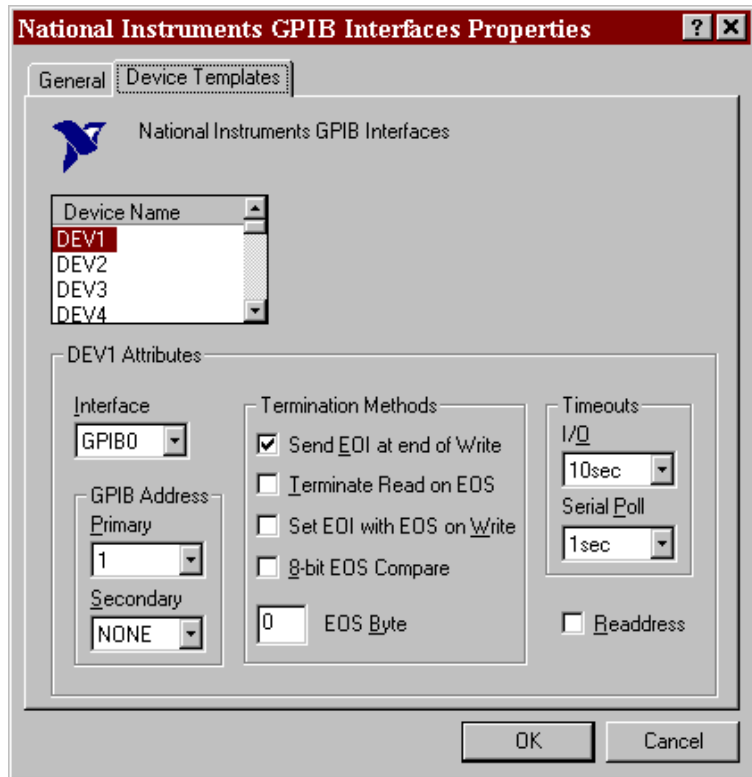 National Instruments GPIB Interfaces Properties
General Device Templates
National Instruments GPIB Interfaces
Device Name
DEV1
DEV2
DEV3
DEV4
DEV1 Attributes
Interface
GPIB0
GPIB Address
Primary
1
Secondary
NONE
Termination Methods
Send EOI at end of Write
Terminate Read on EOS
Set EOI with EOS on Write
8-bit EOS Compare
0 EOS Byte
Timeouts
I/O
10sec
Serial Poll
1sec
Readdress
OK Cancel